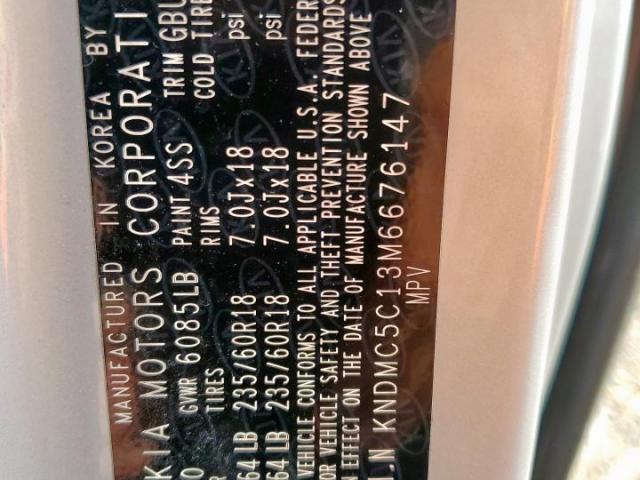 MANUFACTURED IN KOREA BY
KIA MOTORS CORPORATI
GVWR 6085LB PAINT 4SS TRIM GBU
TIRES RIMS COLD TIRE
64LB 235/60R18 7.0Jx18 psi
64LB 235/60R18 7.0Jx18 psi
VEHICLE CONFORMS TO ALL APPLICABLE U.S.A. FEDER
OR VEHICLE SAFETY AND THEFT PREVENTION STANDARDS
N EFFECT ON THE DATE OF MANUFACTURE SHOWN ABOVE
I.N KNDMC5C13M6676147
MPV